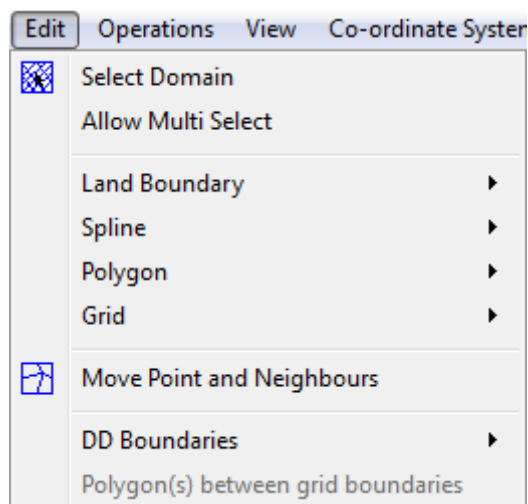 Edit Operations View Co-ordinate System
Select Domain
Allow Multi Select
Land Boundary
Spline
Polygon
Grid
Move Point and Neighbours
DD Boundaries
Polygon(s) between grid boundaries